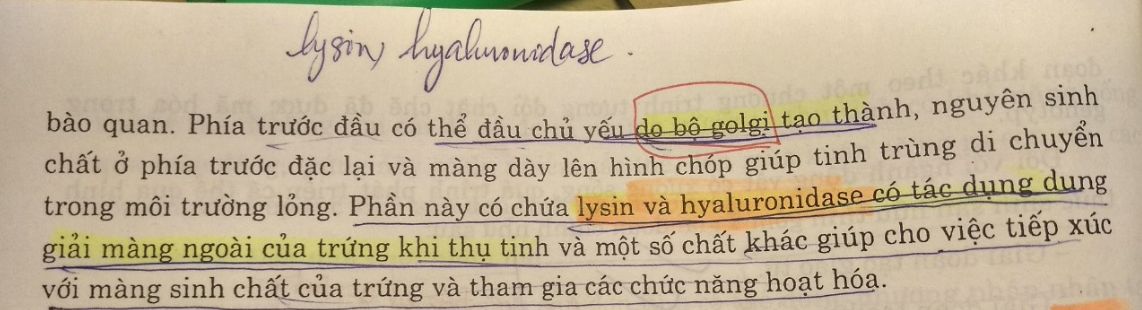 lysin, hyaluronidase.
bào quan. Phía trước đầu có thể đầu chủ yếu do bộ golgi tạo thành, nguyên sinh
chất ở phía trước đặc lại và màng dày lên hình chóp giúp tinh trùng di chuyển
trong môi trường lỏng. Phần này có chứa lysin và hyaluronidase có tác dụng dung
giải màng ngoài của trứng khi thụ tinh và một số chất khác giúp cho việc tiếp xúc
với màng sinh chất của trứng và tham gia các chức năng hoạt hóa.